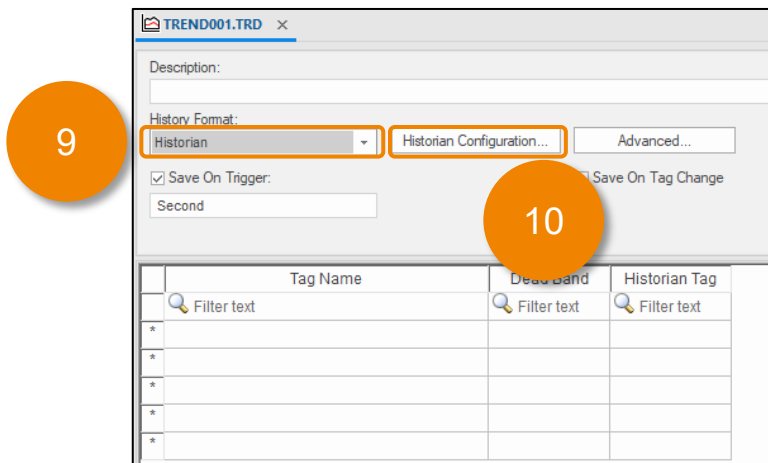 TREND001.TRD ×
Description:
History Format:
9
Historian
Historian Configuration...
Advanced...
Save On Trigger:
Save On Tag Change
Second
10
Tag Name
Dead Band
Historian Tag
Filter text
Filter text
Filter text
*
*
*
*
*